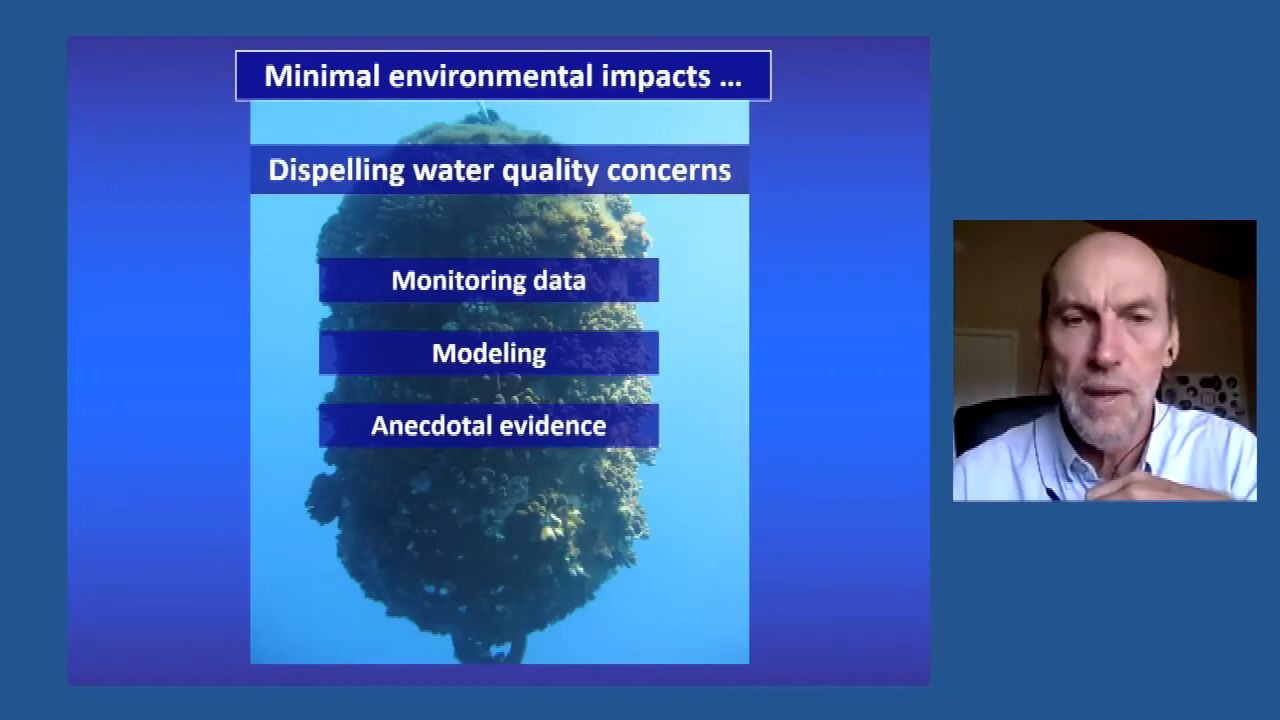 Minimal environmental impacts ...
Dispelling water quality concerns
Monitoring data
Modeling
Anecdotal evidence